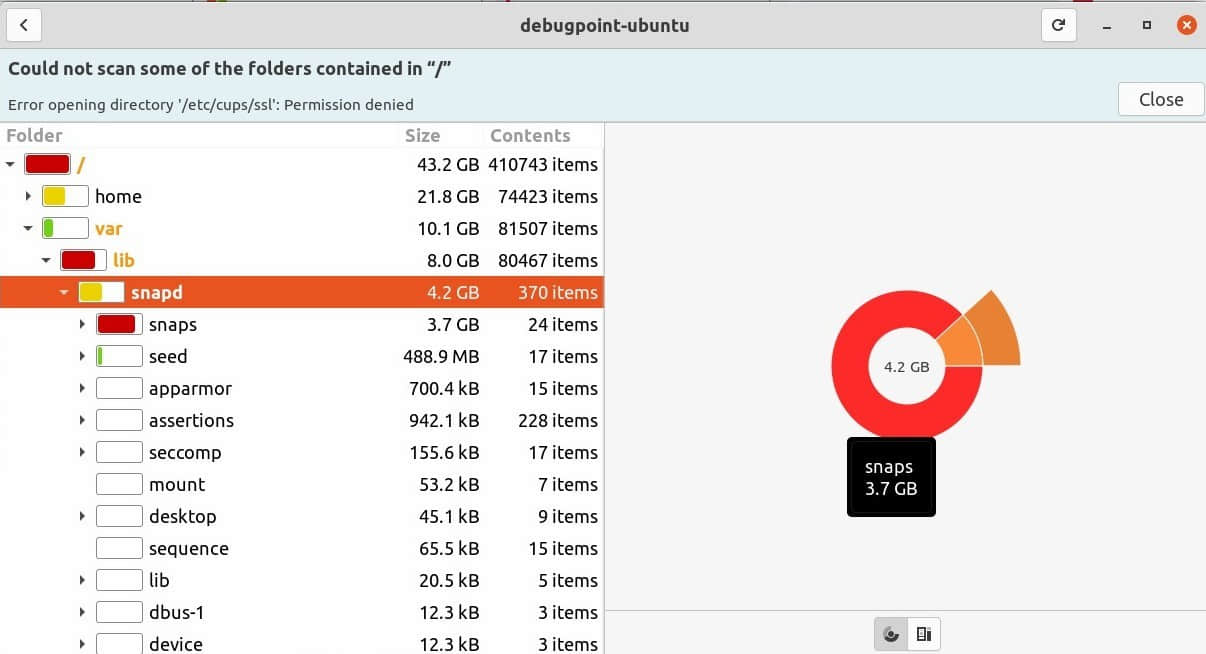 debugpoint-ubuntu
Could not scan some of the folders contained in “/”
Error opening directory '/etc/cups/ssl': Permission denied
Close
Folder Size Contents
/ 43.2 GB 410743 items
home 21.8 GB 74423 items
var 10.1 GB 81507 items
lib 8.0 GB 80467 items
snapd 4.2 GB 370 items
snaps 3.7 GB 24 items
seed 488.9 MB 17 items
apparmor 700.4 kB 15 items
assertions 942.1 kB 228 items
seccomp 155.6 kB 17 items
mount 53.2 kB 7 items
desktop 45.1 kB 9 items
sequence 65.5 kB 15 items
lib 20.5 kB 5 items
dbus-1 12.3 kB 3 items
device 12.3 kB 3 items
4.2 GB
snaps
3.7 GB